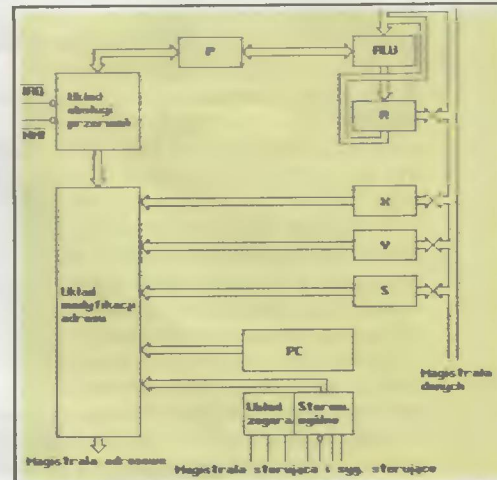 P
ALU
IRQ
NMI
Układ
obsługi
przerwań
A
X
Y
S
Układ
modyfikacji
adresu
PC
Magistrala
danych
Układ
zegara
Sterow.
ogólne
Magistrala adresowa
Magistrala sterująca i syg. sterujące